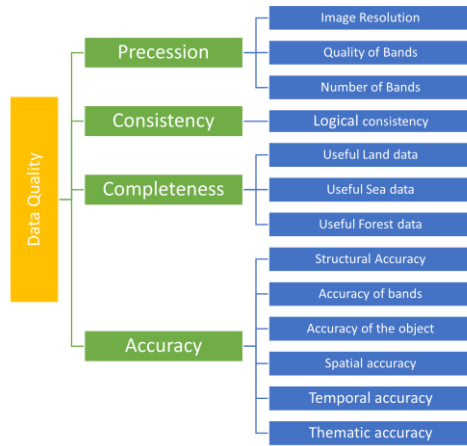 Data Quality
Precession
Image Resolution
Quality of Bands
Number of Bands
Consistency
Logical consistency
Completeness
Useful Land data
Useful Sea data
Useful Forest data
Accuracy
Structural Accuracy
Accuracy of bands
Accuracy of the object
Spatial accuracy
Temporal accuracy
Thematic accuracy